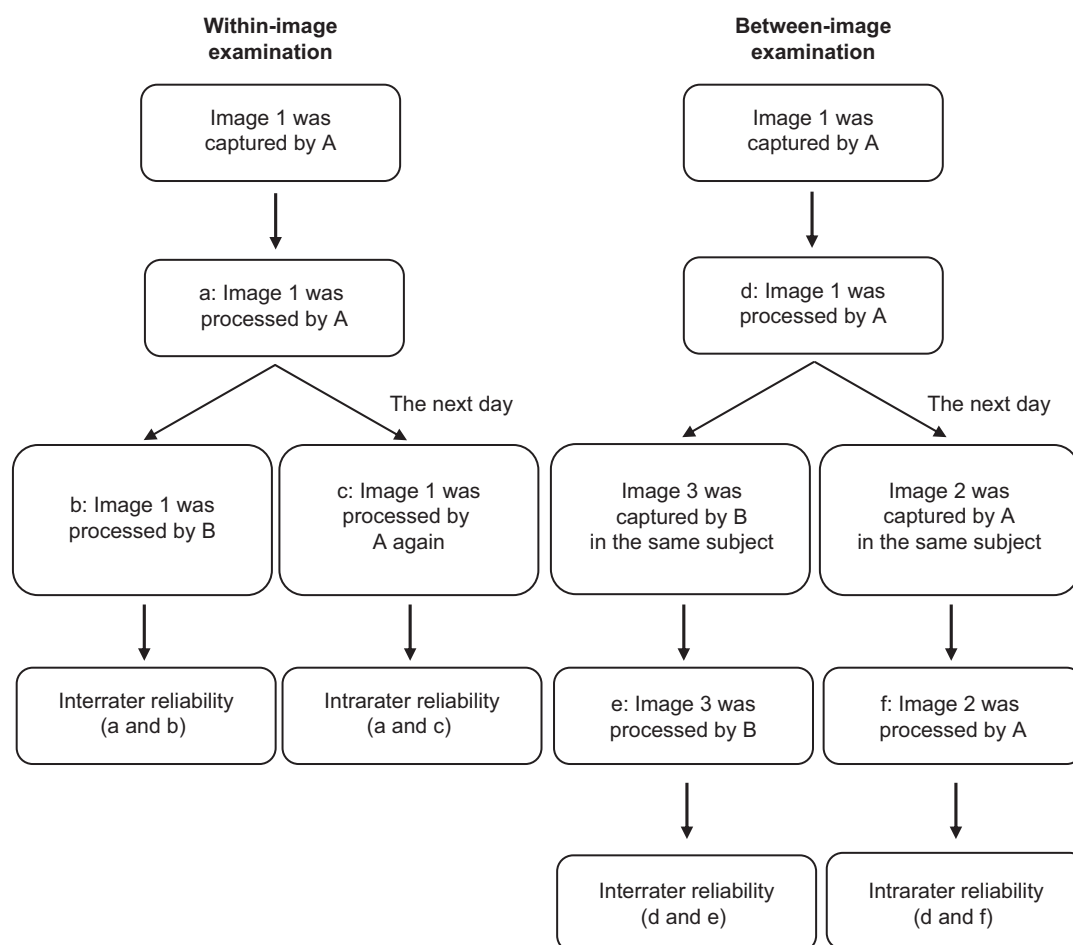 Within-image
examination
Between-image
examination
Image 1 was
captured by A
Image 1 was
captured by A
a: Image 1 was
processed by A
d: Image 1 was
processed by A
The next day
The next day
b: Image 1 was
processed by B
c: Image 1 was
processed by
A again
Image 3 was
captured by B
in the same subject
Image 2 was
captured by A
in the same subject
Interrater reliability
(a and b)
Intrarater reliability
(a and c)
e: Image 3 was
processed by B
f: Image 2 was
processed by A
Interrater reliability
(d and e)
Intrarater reliability
(d and f)